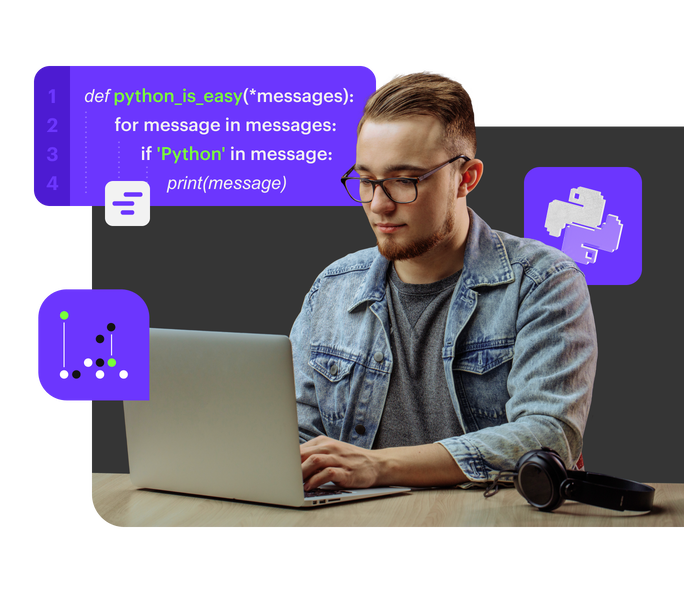 1 def python_is_easy(*messages):
2 for message in messages:
3 if 'Python' in message:
4 print(message)